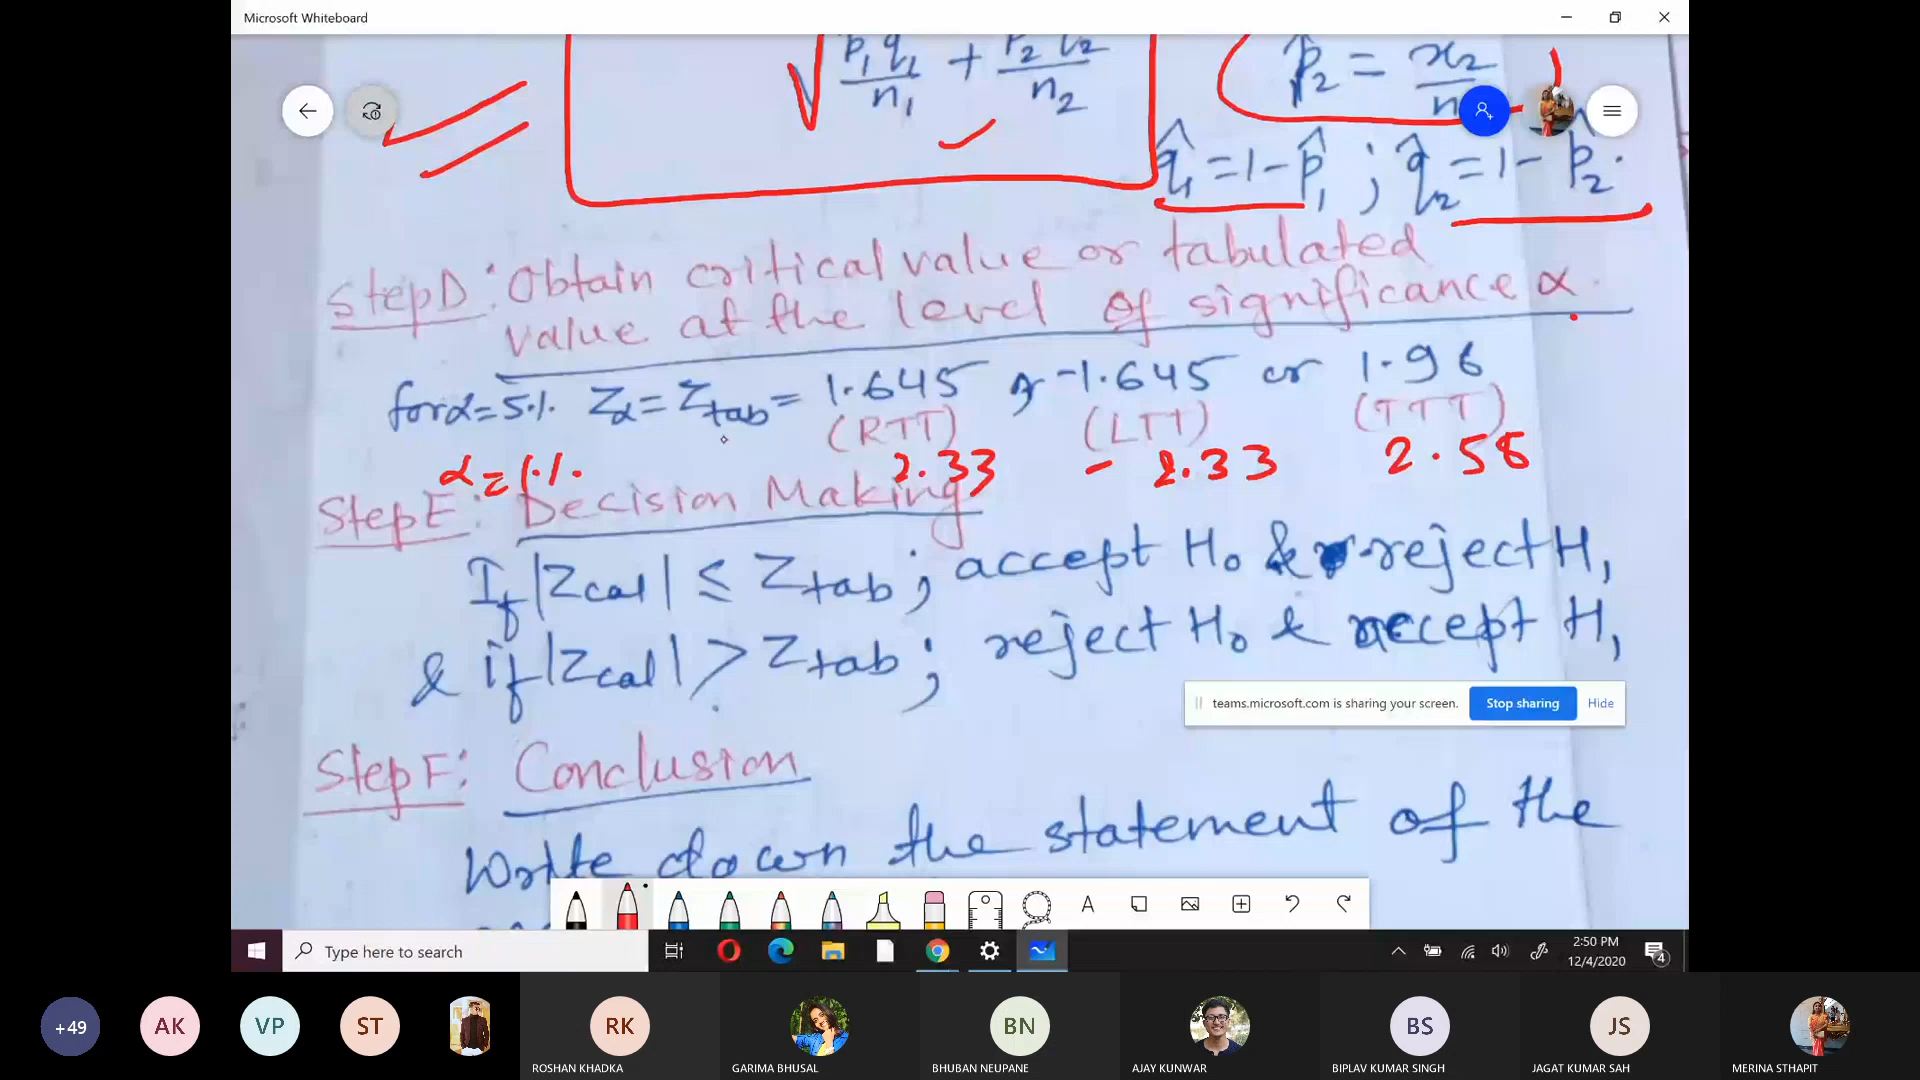 Microsoft Whiteboard
√ p̂₁ q̂₁ / n₁ + p̂₂ q̂₂ / n₂
p̂₂ = x₂ / n
q̂₁ = 1 - p̂₁ ; q̂₂ = 1 - p̂₂.
Step D: Obtain critical value or tabulated
value at the level of significance α.
for α = 5%. Zα = Ztab = 1.645 or -1.645 or 1.96
(RTT) (LTT) (TTT)
α = 1%. 2.33 - 2.33 2.58
Step E: Decision Making
If |Zcal| ≤ Ztab; accept H₀ & reject H₁
& if |Zcal| > Ztab; reject H₀ & accept H₁
teams.microsoft.com is sharing your screen. Stop sharing Hide
Step F: Conclusion
Write down the statement of the
A
Type here to search
2:50 PM
12/4/2020
4
+49 AK VP ST RK BN BS JS
ROSHAN KHADKA GARIMA BHUSAL BHUBAN NEUPANE AJAY KUNWAR BIPLAV KUMAR SINGH JAGAT KUMAR SAH MERINA STHAPIT